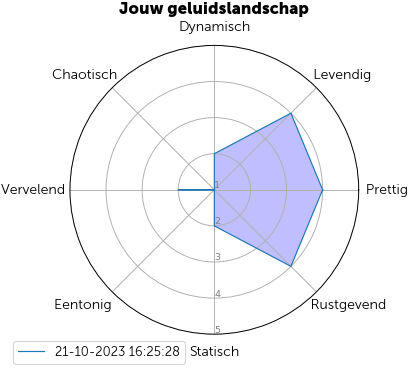 Jouw geluidslandschap
Dynamisch
Chaotisch
Levendig
Vervelend
1
Prettig
2
3
4
Eentonig
Rustgevend
5
21-10-2023 16:25:28
Statisch